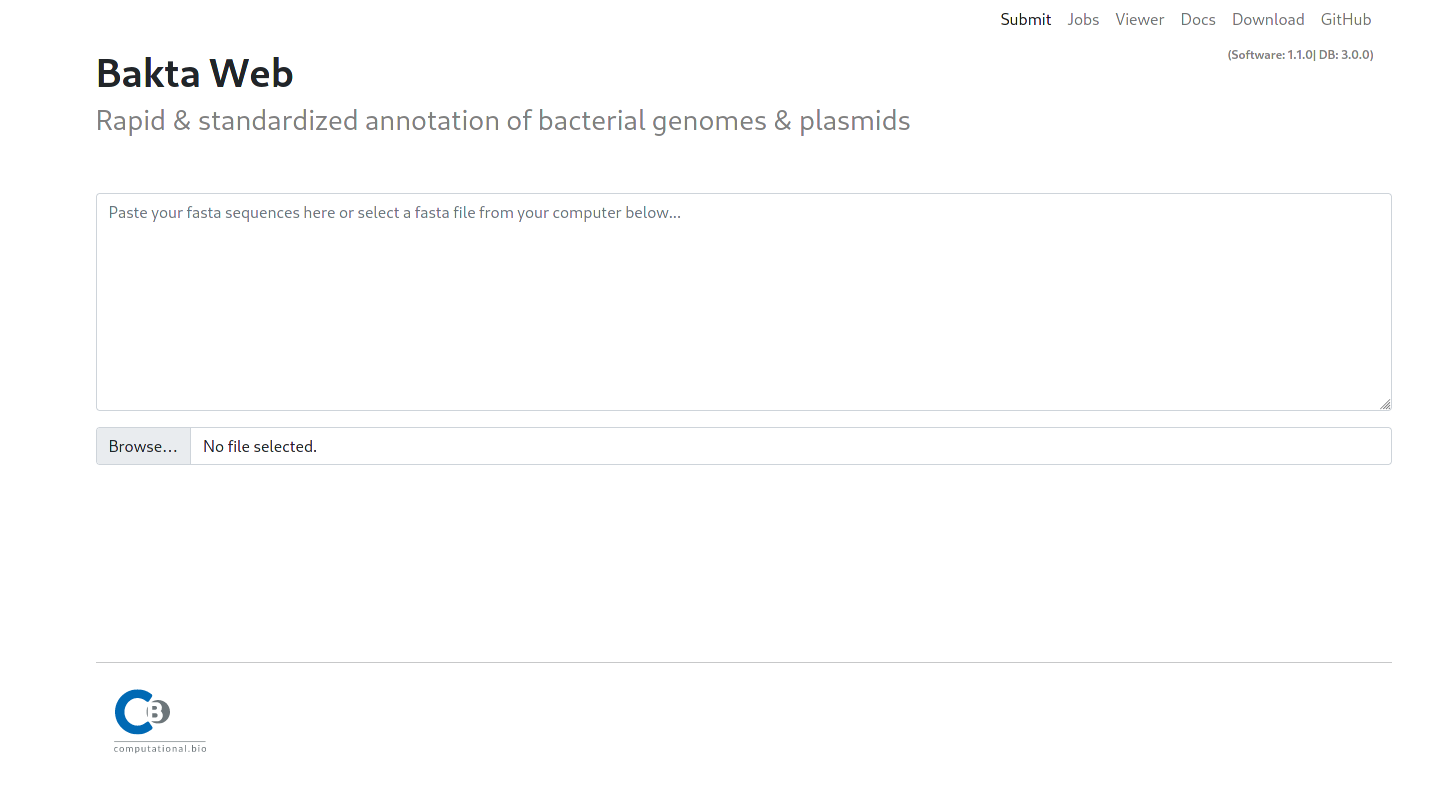 Submit Jobs Viewer Docs Download GitHub
(Software: 1.1.0| DB: 3.0.0)
Bakta Web
Rapid & standardized annotation of bacterial genomes & plasmids
Paste your fasta sequences here or select a fasta file from your computer below...
Browse... No file selected.
CB
computational.bio